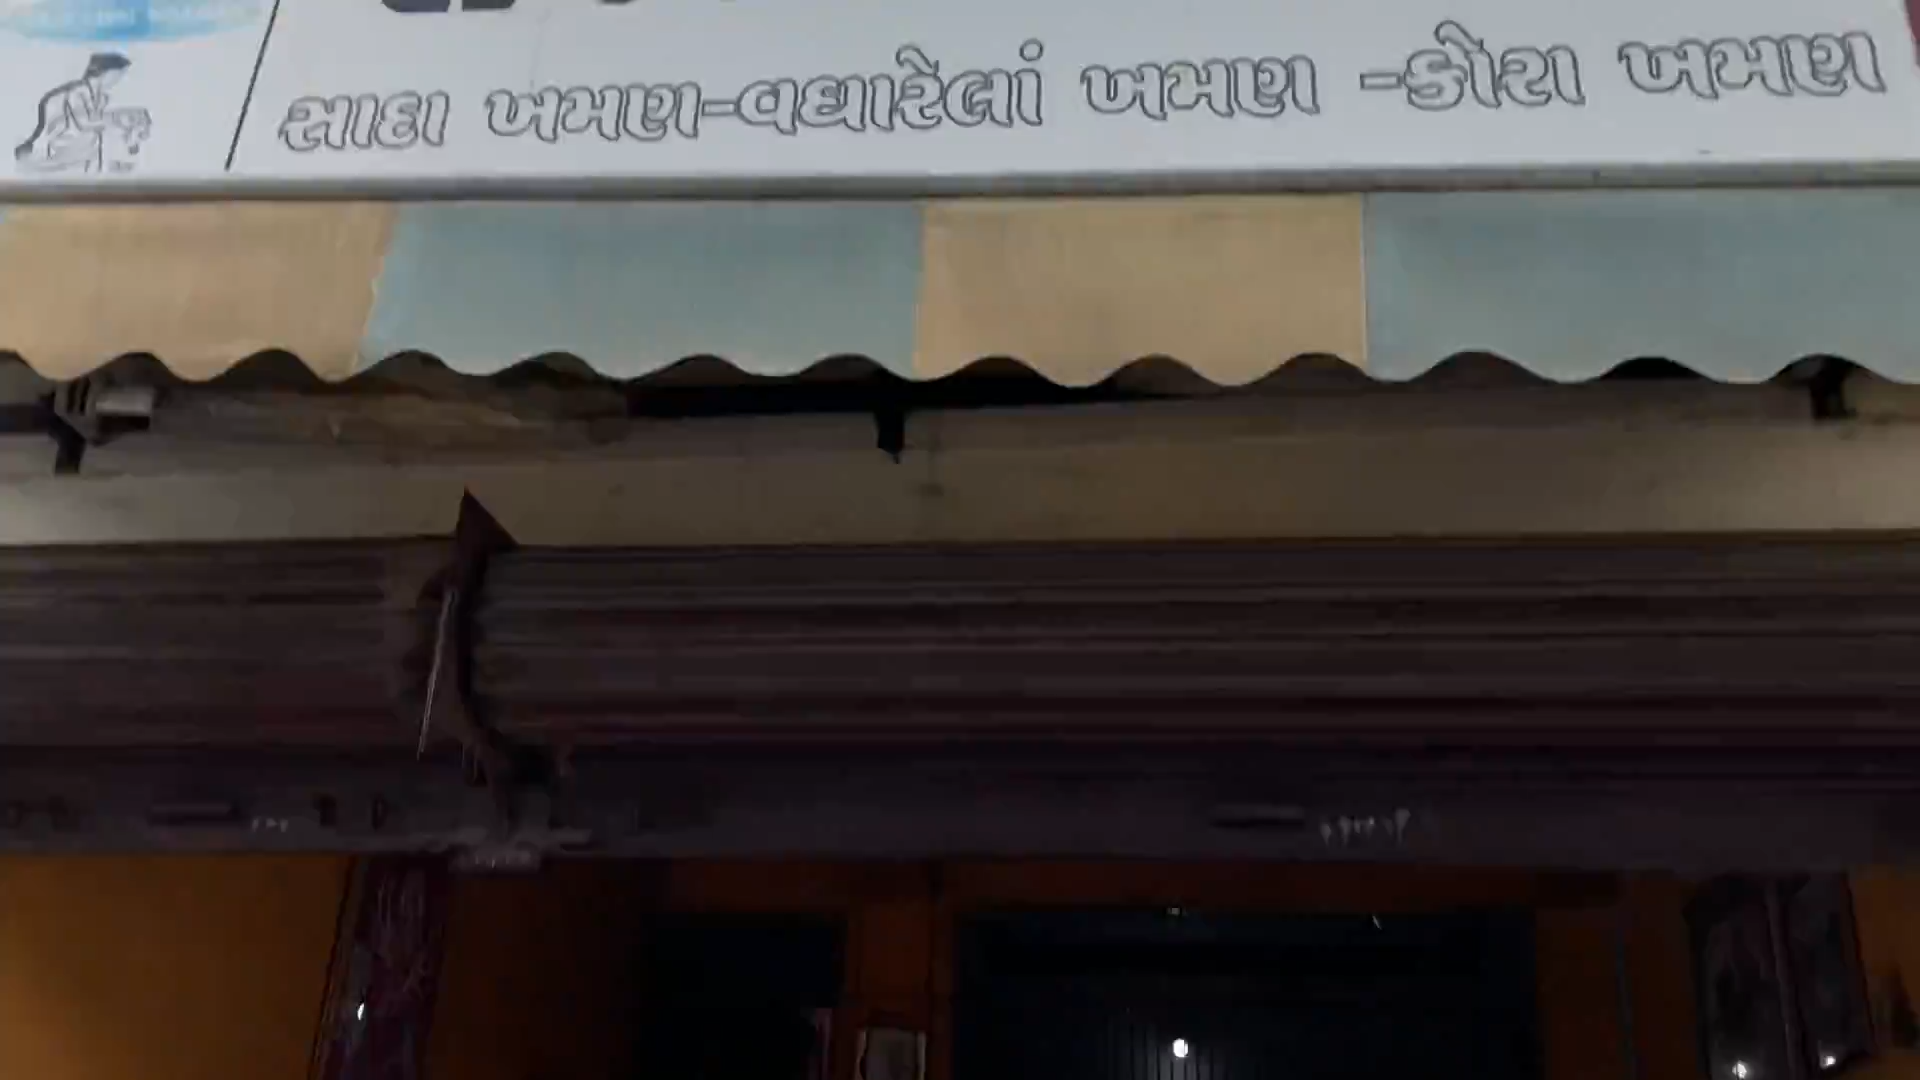 સાદા ખમણ-વઘારેલાં ખમણ -કોરા ખમણ